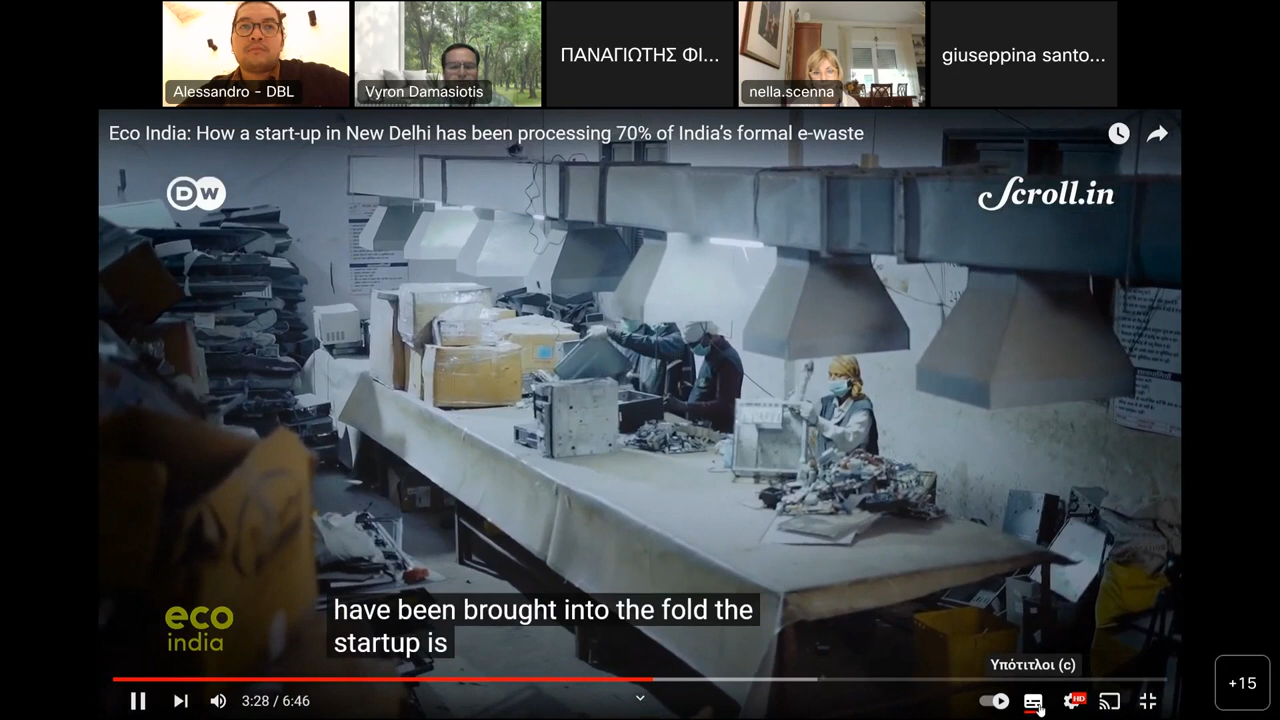 Alessandro - DBL
Vyron Damasiotis
ΠΑΝΑΓΙΩΤΗΣ ΦΙ...
nella.scenna
giuseppina santo...
Eco India: How a start-up in New Delhi has been processing 70% of India's formal e-waste
DW
Scroll.in
eco
india
have been brought into the fold the
startup is
Υπότιτλοι (c)
3:28 / 6:46
HD
+15